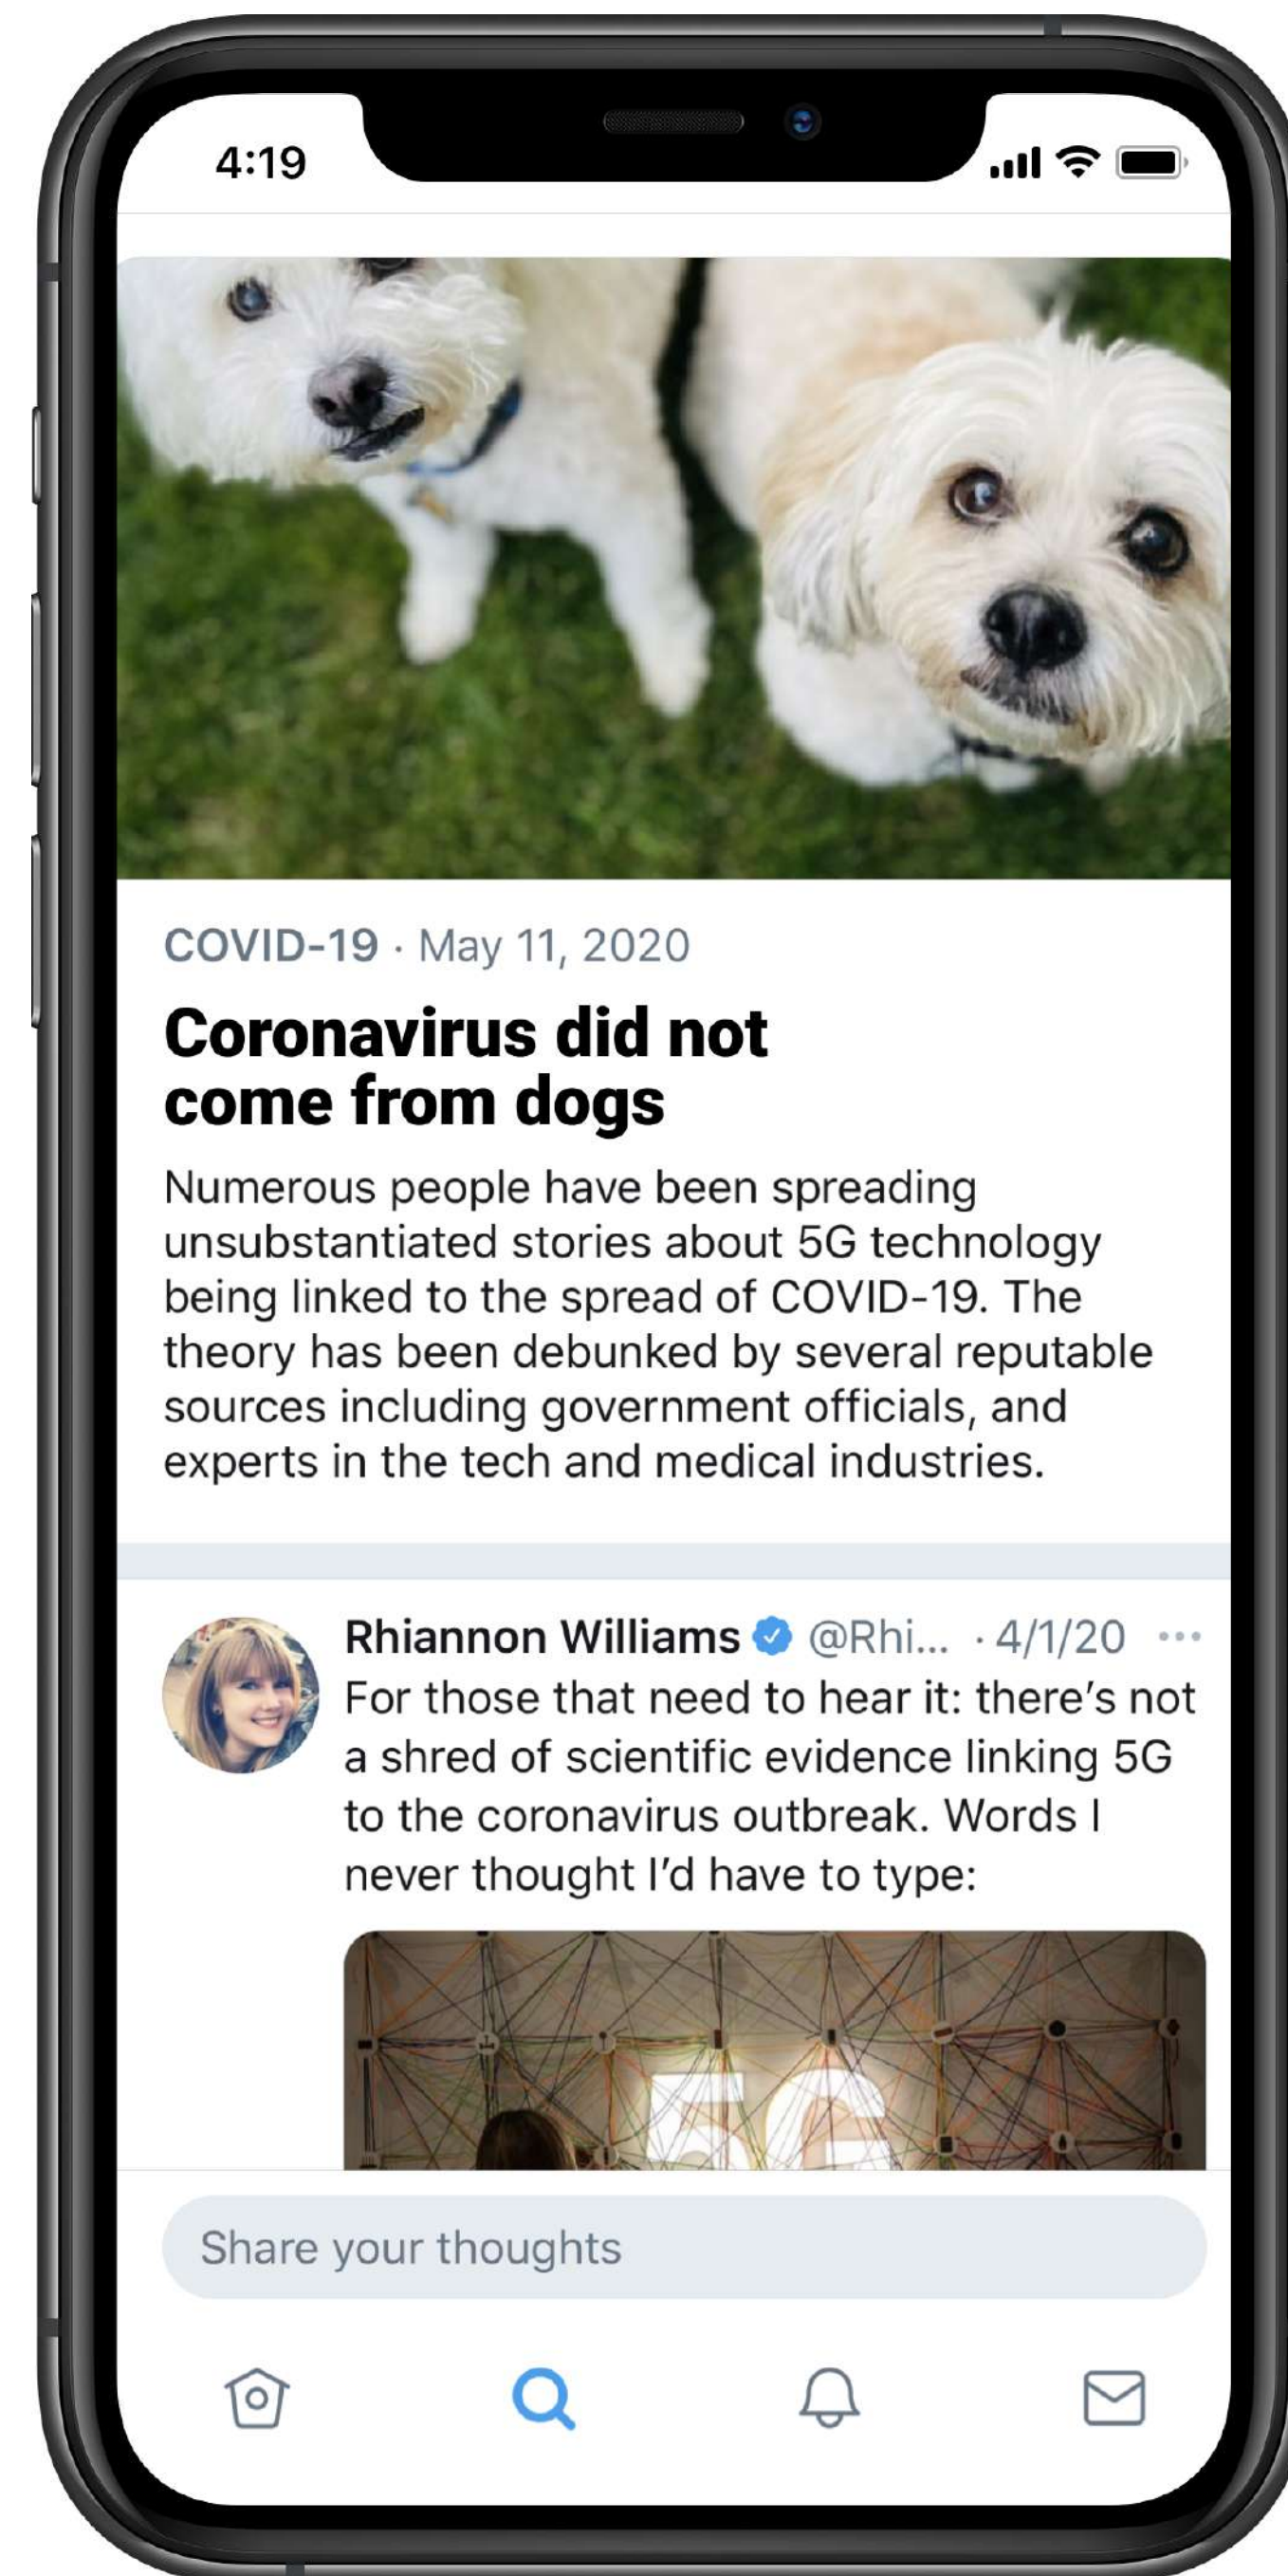 4:19
COVID-19 · May 11, 2020
Coronavirus did not
come from dogs
Numerous people have been spreading
unsubstantiated stories about 5G technology
being linked to the spread of COVID-19. The
theory has been debunked by several reputable
sources including government officials, and
experts in the tech and medical industries.
Rhiannon Williams @Rhi... · 4/1/20
For those that need to hear it: there's not
a shred of scientific evidence linking 5G
to the coronavirus outbreak. Words I
never thought I'd have to type:
5G
Share your thoughts